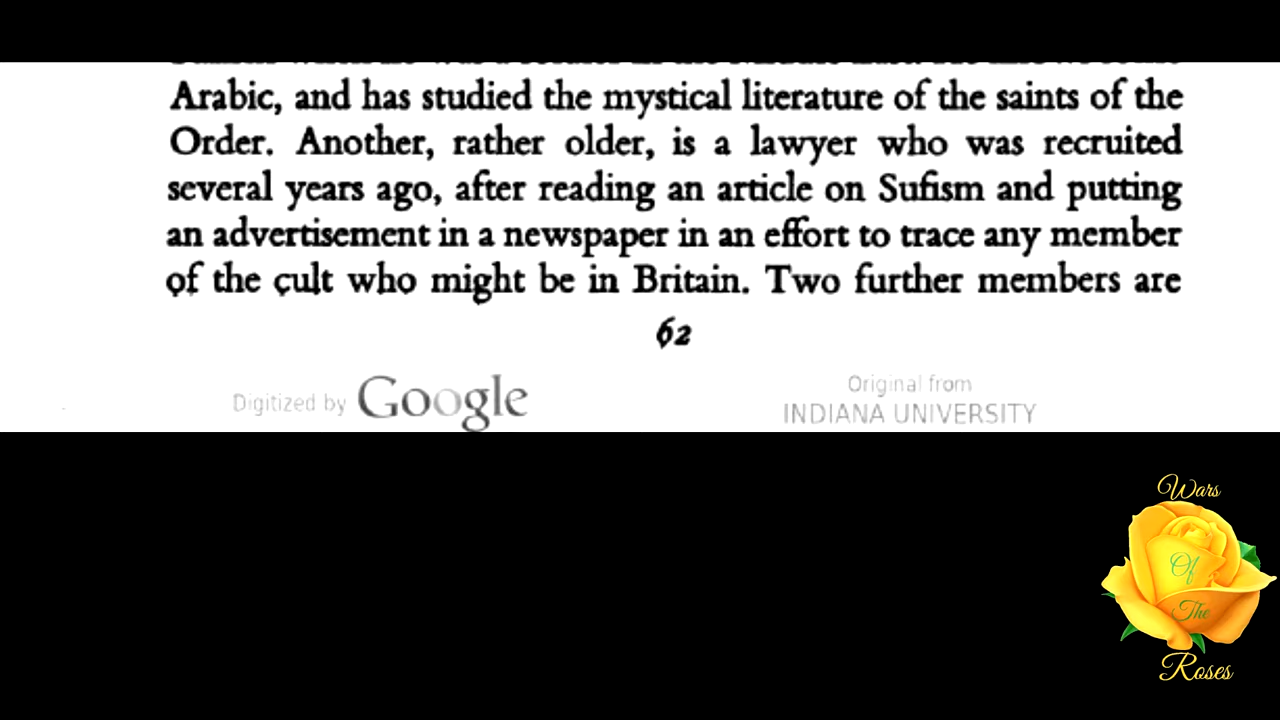 Arabic, and has studied the mystical literature of the saints of the
Order. Another, rather older, is a lawyer who was recruited
several years ago, after reading an article on Sufism and putting
an advertisement in a newspaper in an effort to trace any member
of the cult who might be in Britain. Two further members are
62
Digitized by Google
Original from
INDIANA UNIVERSITY
Wars
Of
The
Roses